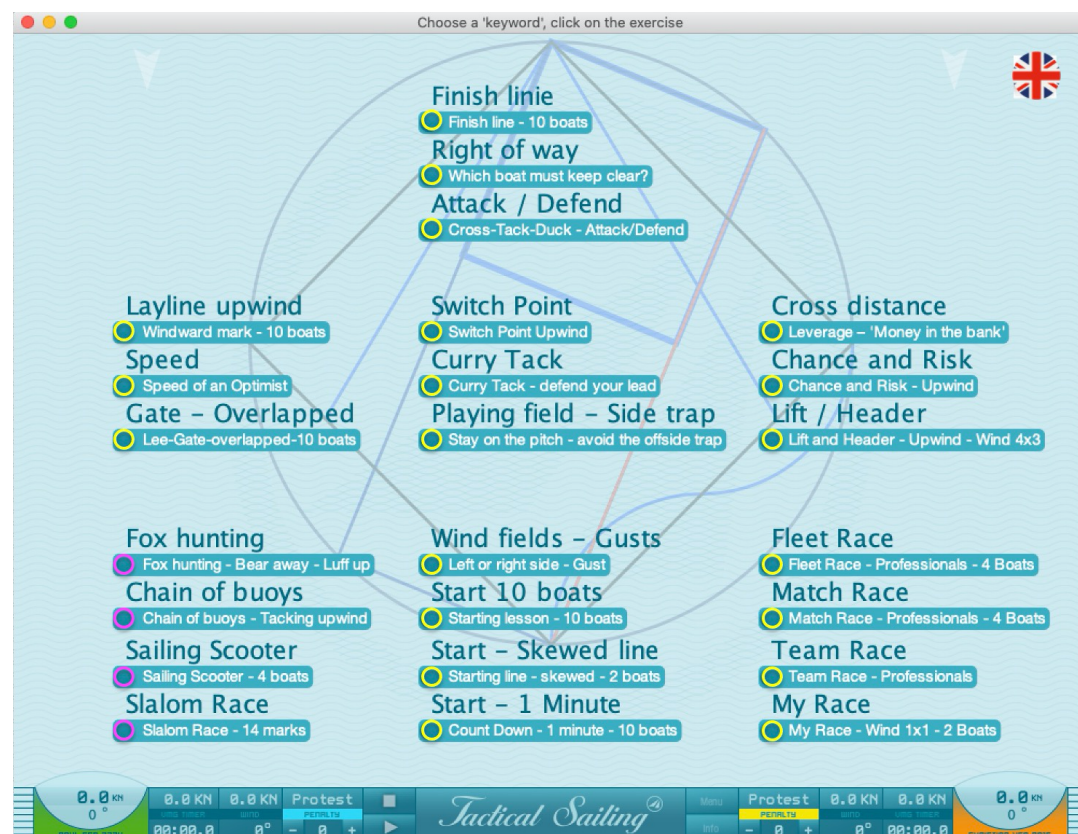 Choose a 'keyword', click on the exercise
Finish linie
Finish line - 10 boats
Right of way
Which boat must keep clear?
Attack / Defend
Cross-Tack-Duck - Attack/Defend
Layline upwind
Windward mark - 10 boats
Speed
Speed of an Optimist
Gate – Overlapped
Lee-Gate-overlapped-10 boats
Switch Point
Switch Point Upwind
Curry Tack
Curry Tack - defend your lead
Playing field – Side trap
Stay on the pitch - avoid the offside trap
Cross distance
Leverage – 'Money in the bank'
Chance and Risk
Chance and Risk - Upwind
Lift / Header
Lift and Header - Upwind - Wind 4x3
Fox hunting
Fox hunting - Bear away - Luff up
Chain of buoys
Chain of buoys - Tacking upwind
Sailing Scooter
Sailing Scooter - 4 boats
Slalom Race
Slalom Race - 14 marks
Wind fields – Gusts
Left or right side - Gust
Start 10 boats
Starting lesson - 10 boats
Start – Skewed line
Starting line - skewed - 2 boats
Start – 1 Minute
Count Down - 1 minute - 10 boats
Fleet Race
Fleet Race - Professionals - 4 Boats
Match Race
Match Race - Professionals - 4 Boats
Team Race
Team Race - Professionals
My Race
My Race - Wind 1x1 - 2 Boats
0.0 KN
0°
0.0 KN 0.0 KN Protest
WIND PENALTY
00:00.0 0° - 0 +
Tactical Sailing
Menu
Info
Protest 0.0 KN 0.0 KN
PENALTY WIND
- 0 + 0° 00:00.0
0.0 KN
0°